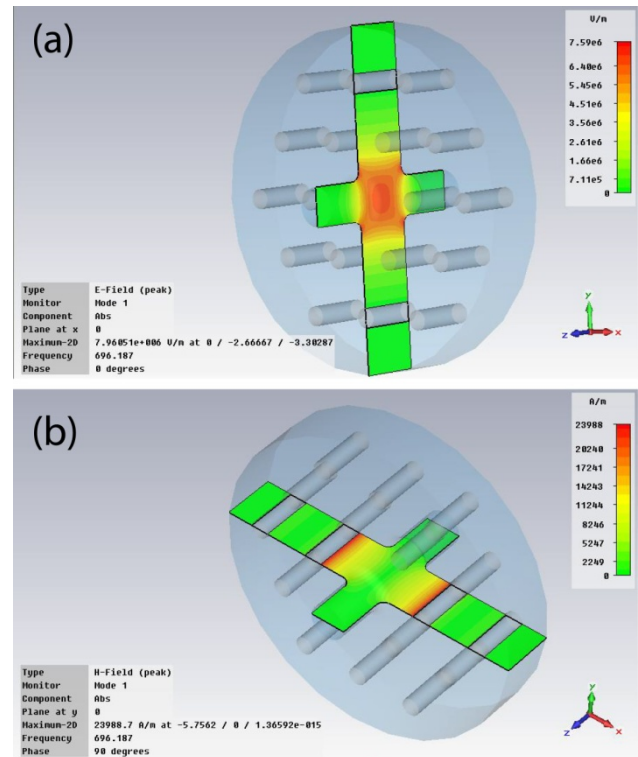 (a)
V/m
7.59e6
6.40e6
5.45e6
4.51e6
3.56e6
2.61e6
1.66e6
7.11e5
0
Type E-Field (peak)
Monitor Mode 1
Component Abs
Plane at x 0
Maximum-2D 7.96051e+006 V/m at 0 / -2.66667 / -3.30287
Frequency 696.187
Phase 0 degrees
y
z
x
(b)
A/m
23988
20240
17241
14243
11244
8246
5247
2249
0
Type H-Field (peak)
Monitor Mode 1
Component Abs
Plane at y 0
Maximum-2D 23988.7 A/m at -5.7562 / 0 / 1.36592e-015
Frequency 696.187
Phase 90 degrees
y
z
x